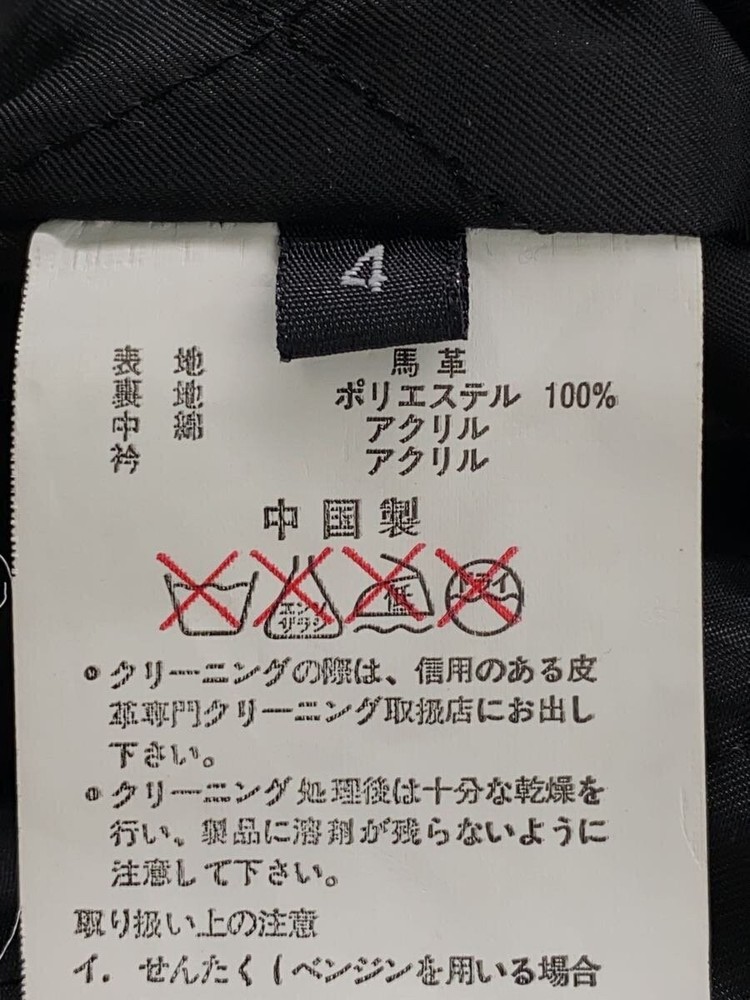 4
表 地 馬 革
裏 地 ポリエステル 100%
中 綿 アクリル
衿 アクリル
中 国 製
エンソ サラシ 低 ドライ
◎ クリーニングの際は、信用のある皮
革専門クリーニング取扱店にお出し
下さい。
◎ クリーニング処理後は十分な乾燥を
行い、製品に溶剤が残らないように
注意して下さい。
取り扱い上の注意
イ. せんたく(ベンジンを用いる場合